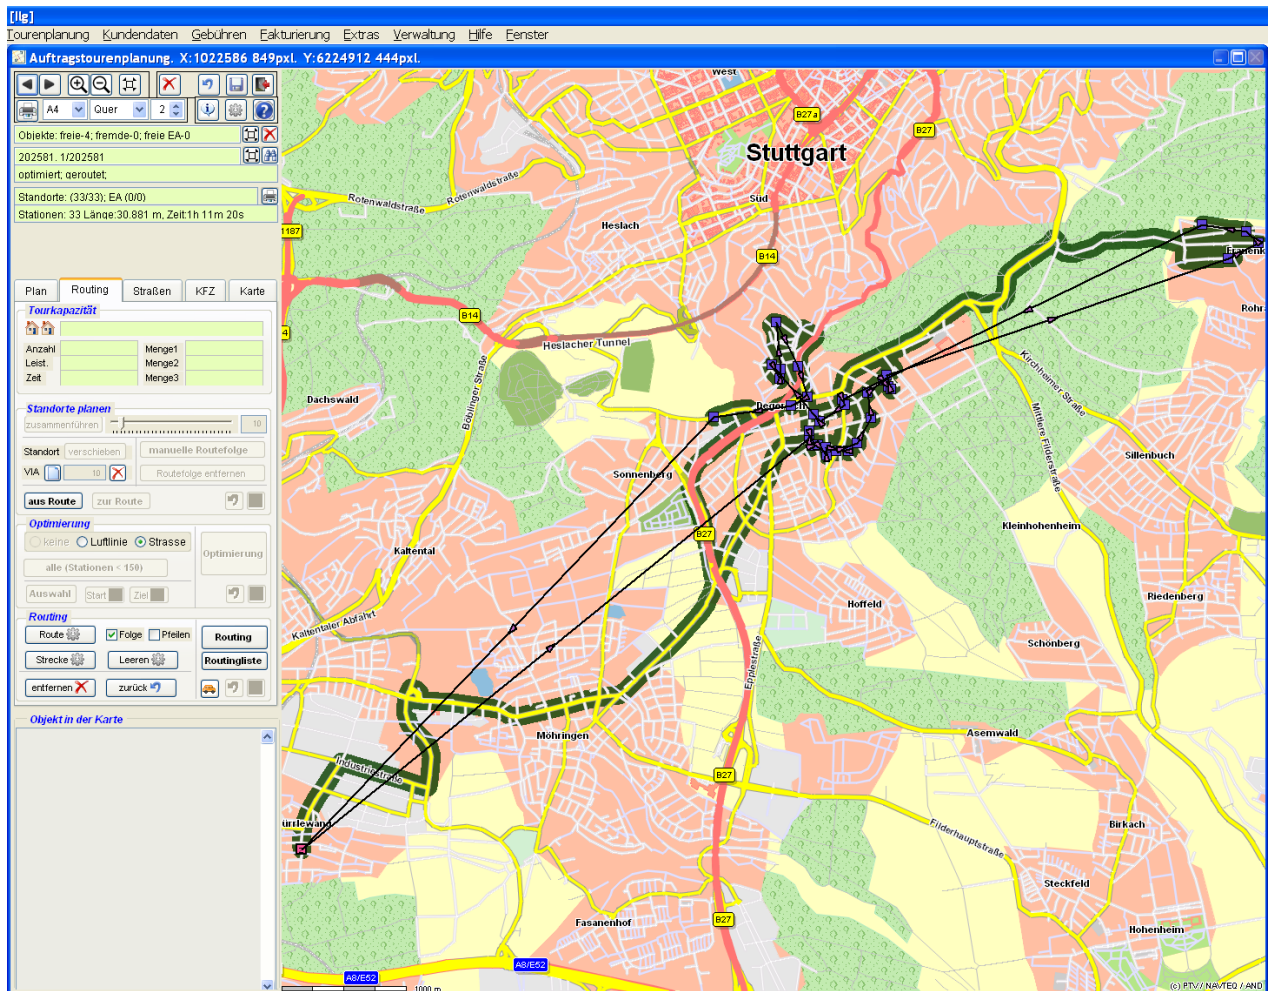 [ilg]
Tourenplanung Kundendaten Gebühren Fakturierung Extras Verwaltung Hilfe Fenster
Auftragstourenplanung. X:1022586 849pxl. Y:6224912 444pxl.
A4 Quer 2
Objekte: freie-4; fremde-0; freie EA-0
202581. 1/202581
optimiert; geroutet;
Standorte: (33/33); EA (0/0)
Stationen: 33 Länge:30.881 m, Zeit:1h 11m 20s
Plan Routing Straßen KFZ Karte
Tourkapazität
Anzahl Menge1
Leist. Menge2
Zeit Menge3
Standorte planen
zusammenführen 10
Standort verschieben manuelle Routefolge
VIA 10 Routefolge entfernen
aus Route zur Route
Optimierung
keine Luftlinie Strasse Optimierung
alle (Stationen < 150)
Auswahl Start Ziel
Routing
Route Folge Pfeilen Routing
Strecke Leeren Routingliste
entfernen zurück
Objekt in der Karte
West
B27a
B27
Stuttgart
Rotenwaldstraße
Rotenwaldstraße
Süd
Heslach
1187
B14
B14
Heslacher Tunnel
4
Böblinger Straße
Dachswald
Kirchheimer Straße
Mittlere Filderstraße
Sillenbuch
Sonnenberg
B27
Kleinhohenheim
Kaltental
Riedenberg
Hoffeld
Kaltentaler Abfahrt
Schönberg
Epplestraße
Möhringen
Asemwald
Industriestraße
B27
Birkach
Filderhauptstraße
Steckfeld
Fasanenhof
B27
Hohenheim
A8/E52
A8/E52
1000 m
(c) PTV / NAVTEQ / AND